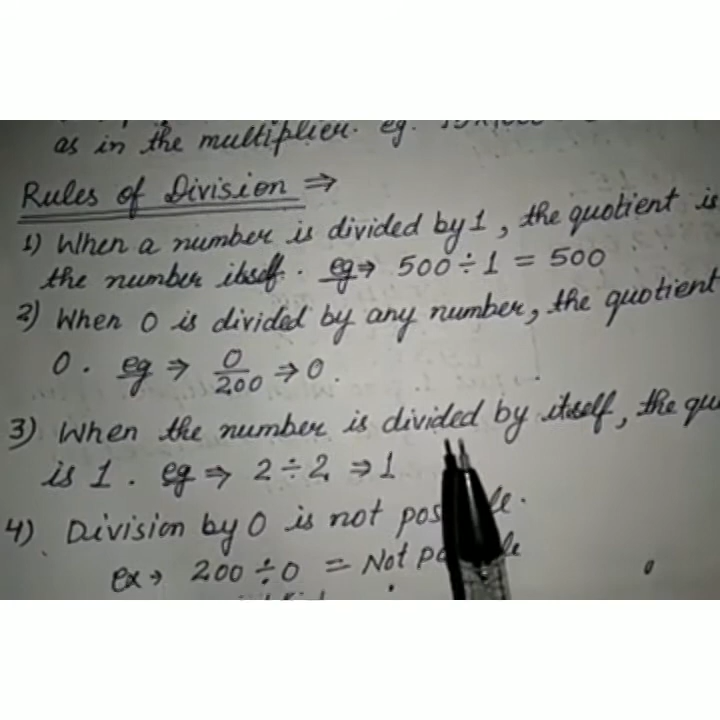 as in the multiplier. eg.
Rules of Division ⇒
1) When a number is divided by 1, the quotient is
the number itself. eg⇒ 500 ÷ 1 = 500
2) When 0 is divided by any number, the quotient
0. eg ⇒ 0/200 ⇒ 0.
3) When the number is divided by itself, the qu
is 1. eg ⇒ 2 ÷ 2 ⇒ 1
4) Division by 0 is not
ex → 200 ÷ 0 = Not